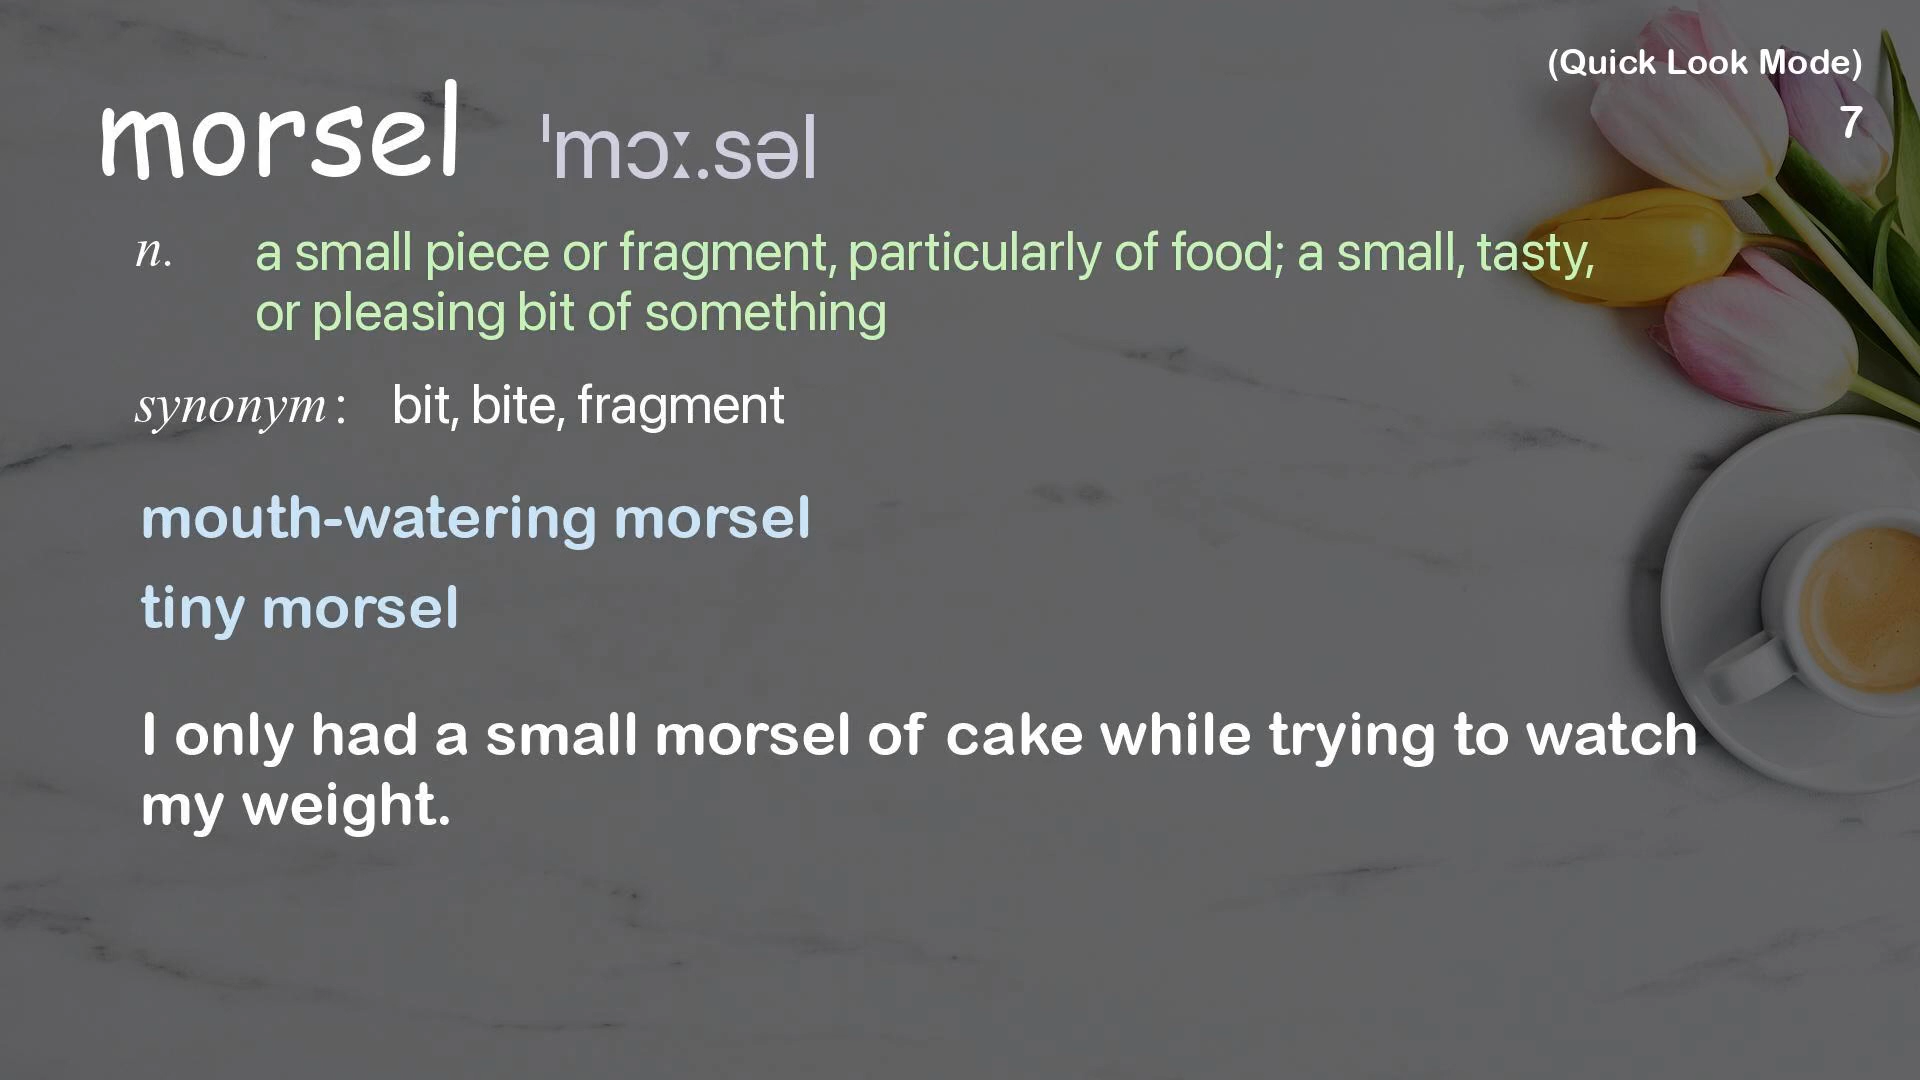 (Quick Look Mode)
7
morsel ˈmɔː.səl
n. a small piece or fragment, particularly of food; a small, tasty,
or pleasing bit of something
synonym: bit, bite, fragment
mouth-watering morsel
tiny morsel
I only had a small morsel of cake while trying to watch
my weight.